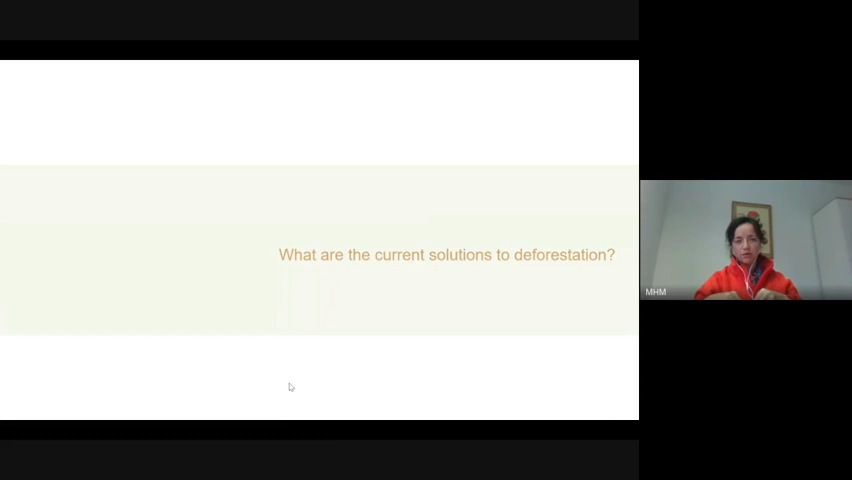 What are the current solutions to deforestation?
MHM